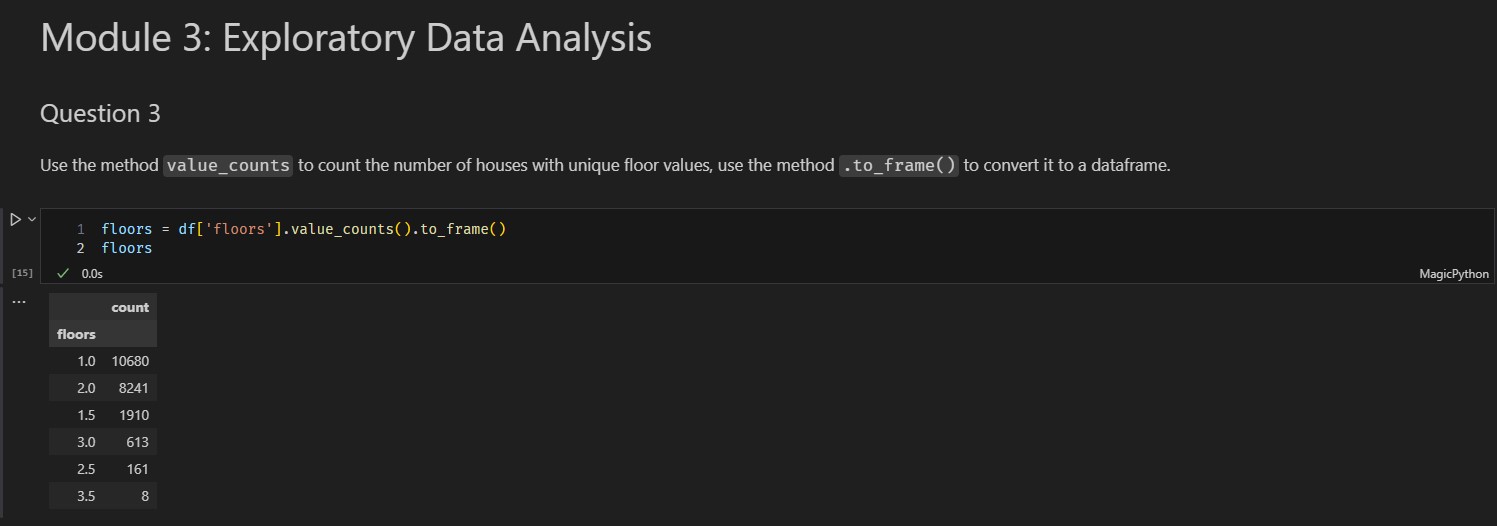 Module 3: Exploratory Data Analysis
Question 3
Use the method value_counts to count the number of houses with unique floor values, use the method .to_frame() to convert it to a dataframe.
1 floors = df['floors'].value_counts().to_frame()
2 floors
[15] 0.0s MagicPython
...
count
floors
1.0 10680
2.0 8241
1.5 1910
3.0 613
2.5 161
3.5 8